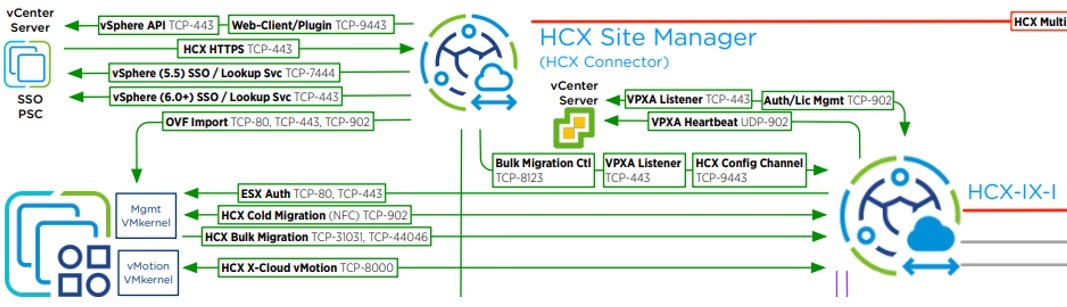 vCenter
Server
SSO
PSC
vSphere API TCP-443
Web-Client/Plugin TCP-9443
HCX HTTPS TCP-443
vSphere (5.5) SSO / Lookup Svc TCP-7444
vSphere (6.0+) SSO / Lookup Svc TCP-443
OVF Import TCP-80, TCP-443, TCP-902
HCX Site Manager
(HCX Connector)
HCX Multi
vCenter
Server
VPXA Listener TCP-443
Auth/Lic Mgmt TCP-902
VPXA Heartbeat UDP-902
Bulk Migration Ctl
TCP-8123
VPXA Listener
TCP-443
HCX Config Channel
TCP-9443
Mgmt
VMkernel
vMotion
VMkernel
ESX Auth TCP-80, TCP-443
HCX Cold Migration (NFC) TCP-902
HCX Bulk Migration TCP-31031, TCP-44046
HCX X-Cloud vMotion TCP-8000
HCX-IX-I